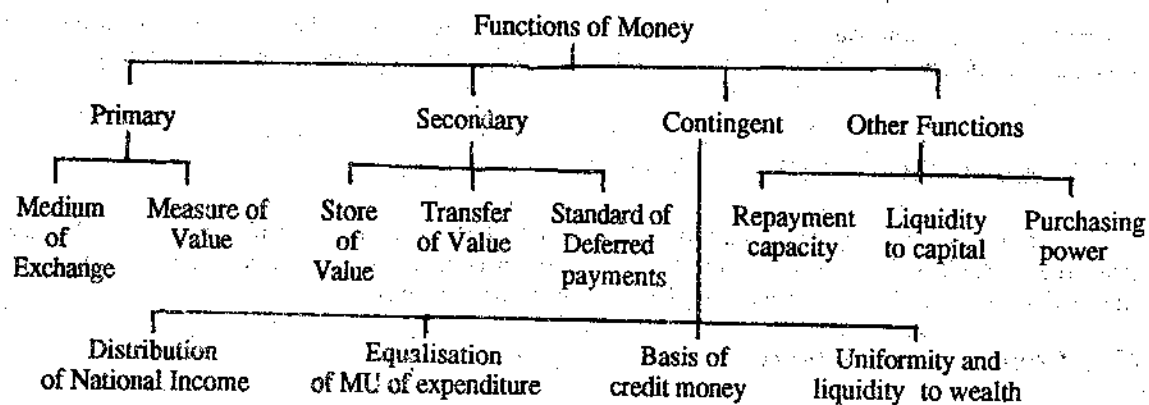 Functions of Money
Primary
Secondary
Contingent
Other Functions
Medium
of
Exchange
Measure of
Value
Store
of
Value
Transfer
of Value
Standard of
Deferred
payments
Repayment
capacity
Liquidity
to capital
Purchasing
power
Distribution
of National Income
Equalisation
of MU of expenditure
Basis of
credit money
Uniformity and
liquidity to wealth